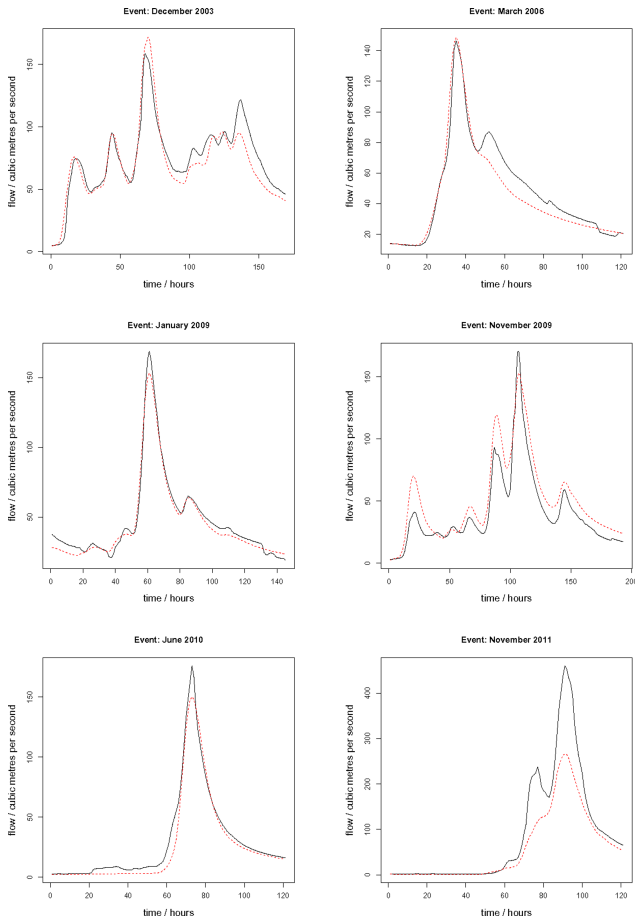 Event: December 2003
flow / cubic metres per second
0 50 100 150
0 50 100 150
time / hours
Event: March 2006
flow / cubic metres per second
20 40 60 80 100 140
0 20 40 60 80 100 120
time / hours
Event: January 2009
flow / cubic metres per second
50 100 150
0 20 40 60 80 100 120 140
time / hours
Event: November 2009
flow / cubic metres per second
0 50 100 150
0 50 100 150 200
time / hours
Event: June 2010
flow / cubic metres per second
0 50 100 150
0 20 40 60 80 100 120
time / hours
Event: November 2011
flow / cubic metres per second
0 100 200 300 400
0 20 40 60 80 100 120
time / hours